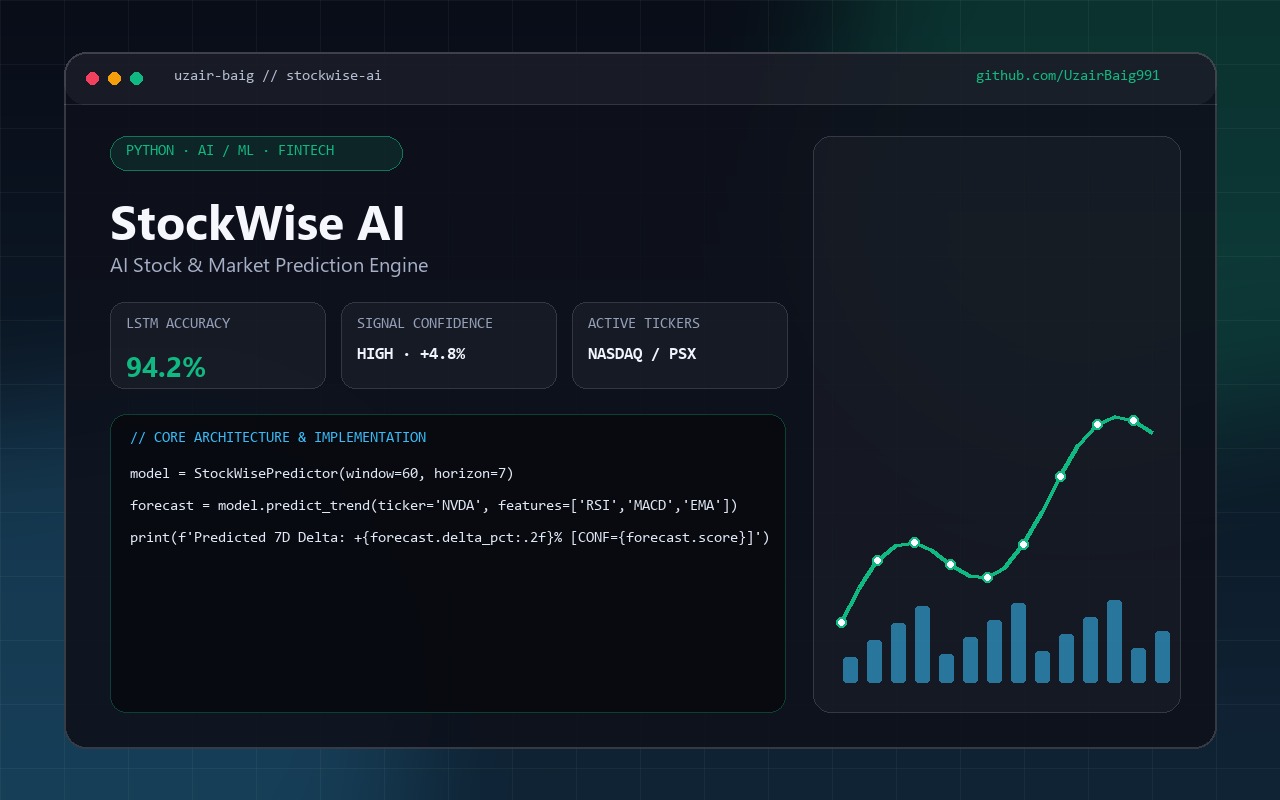 uzair-baig // stockwise-ai
github.com/UzairBaig991
PYTHON · AI / ML · FINTECH
StockWise AI
AI Stock & Market Prediction Engine
LSTM ACCURACY
94.2%
SIGNAL CONFIDENCE
HIGH · +4.8%
ACTIVE TICKERS
NASDAQ / PSX
// CORE ARCHITECTURE & IMPLEMENTATION
model = StockWisePredictor(window=60, horizon=7)
forecast = model.predict_trend(ticker='NVDA', features=['RSI','MACD','EMA'])
print(f'Predicted 7D Delta: +{forecast.delta_pct:.2f}% [CONF={forecast.score}]')